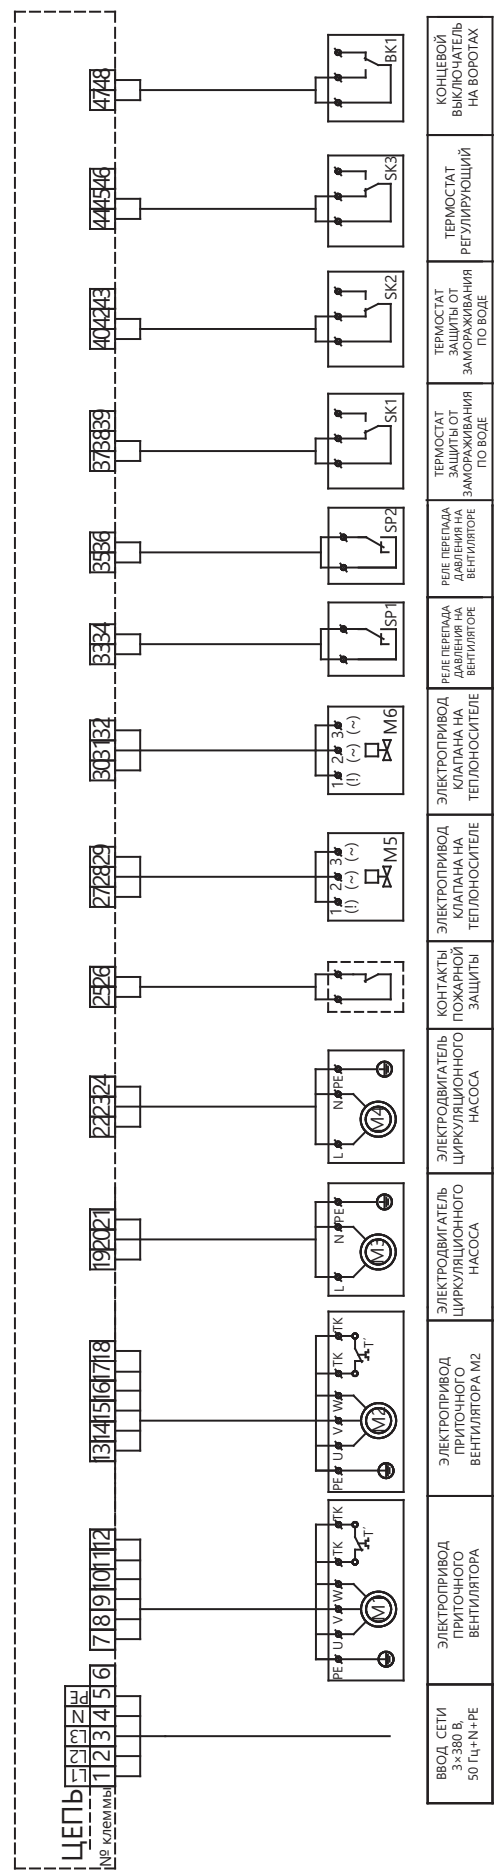 ЦЕПЬ
L1 L2 L3 N PE
№ клеммы
1 2 3 4 5 6
7 8 9 10 11 12
13 14 15 16 17 18
19 20 21
22 23 24
25 26
27 28 29
30 31 32
33 34
35 36
37 38 39
40 42 43
44 45 46
47 48
PE U V W TK TK
M1
T°
PE U V W TK TK
M2
T°
L N PE
M3
L N PE
M4
1 2 3
(!) (~) (~)
M5
1 2 3
(!) (~) (~)
M6
SP1
SP2
SK1
SK2
SK3
BK1
ВВОД СЕТИ
3×380 В,
50 Гц+N+PE
ЭЛЕКТРОПРИВОД
ПРИТОЧНОГО
ВЕНТИЛЯТОРА
ЭЛЕКТРОПРИВОД
ПРИТОЧНОГО
ВЕНТИЛЯТОРА М2
ЭЛЕКТРОДВИГАТЕЛЬ
ЦИРКУЛЯЦИОННОГО
НАСОСА
ЭЛЕКТРОДВИГАТЕЛЬ
ЦИРКУЛЯЦИОННОГО
НАСОСА
КОНТАКТЫ
ПОЖАРНОЙ
ЗАЩИТЫ
ЭЛЕКТРОПРИВОД
КЛАПАНА НА
ТЕПЛОНОСИТЕЛЕ
ЭЛЕКТРОПРИВОД
КЛАПАНА НА
ТЕПЛОНОСИТЕЛЕ
РЕЛЕ ПЕРЕПАДА
ДАВЛЕНИЯ НА
ВЕНТИЛЯТОРЕ
РЕЛЕ ПЕРЕПАДА
ДАВЛЕНИЯ НА
ВЕНТИЛЯТОРЕ
ТЕРМОСТАТ
ЗАЩИТЫ ОТ
ЗАМОРАЖИВАНИЯ
ПО ВОДЕ
ТЕРМОСТАТ
ЗАЩИТЫ ОТ
ЗАМОРАЖИВАНИЯ
ПО ВОДЕ
ТЕРМОСТАТ
РЕГУЛИРУЮЩИЙ
КОНЦЕВОЙ
ВЫКЛЮЧАТЕЛЬ
НА ВОРОТАХ